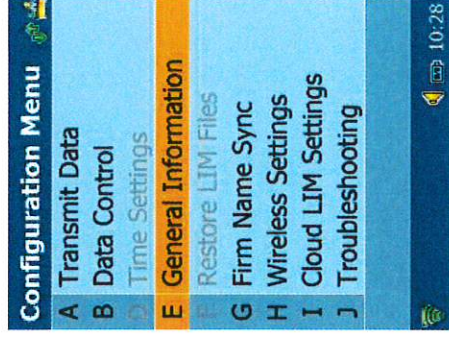 Configuration Menu
A Transmit Data
B Data Control
D Time Settings
E General Information
F Restore LIM Files
G Firm Name Sync
H Wireless Settings
I Cloud LIM Settings
J Troubleshooting
10:28